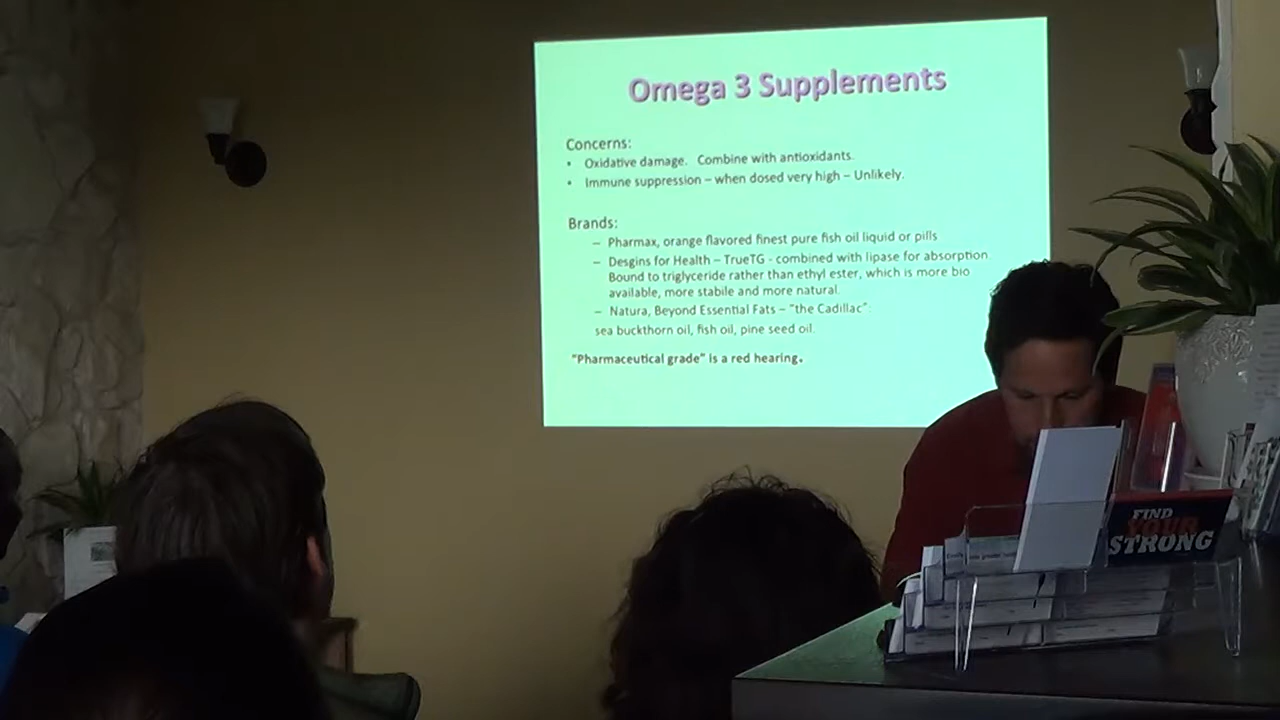 Omega 3 Supplements
Concerns:
• Oxidative damage. Combine with antioxidants.
• Immune suppression – when dosed very high – Unlikely.
Brands:
– Pharmax, orange flavored finest pure fish oil liquid or pills
– Desgins for Health – TrueTG - combined with lipase for absorption.
Bound to triglyceride rather than ethyl ester, which is more bio
available, more stabile and more natural.
– Natura, Beyond Essential Fats – "the Cadillac":
sea buckthorn oil, fish oil, pine seed oil.
"Pharmaceutical grade" is a red hearing.
FIND
YOUR
STRONG